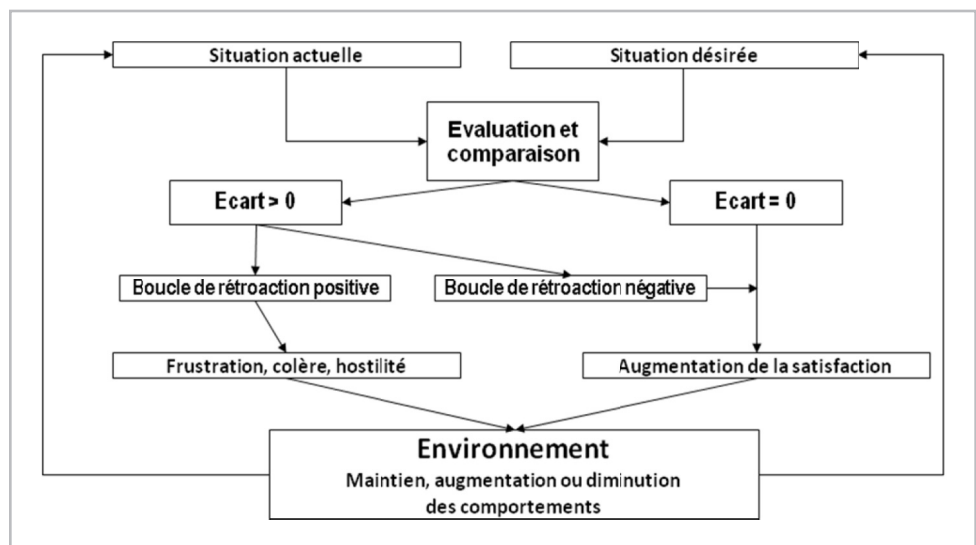 Situation actuelle
Situation désirée
Evaluation et
comparaison
Ecart > 0
Ecart = 0
Boucle de rétroaction positive
Boucle de rétroaction négative
Frustration, colère, hostilité
Augmentation de la satisfaction
Environnement
Maintien, augmentation ou diminution
des comportements